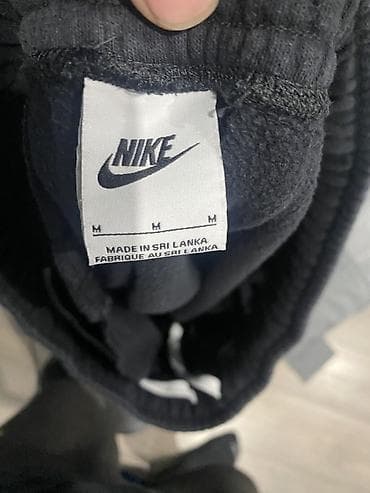 NIKE
M M M
MADE IN SRI LANKA
FABRIQUE AU SRI LANKA